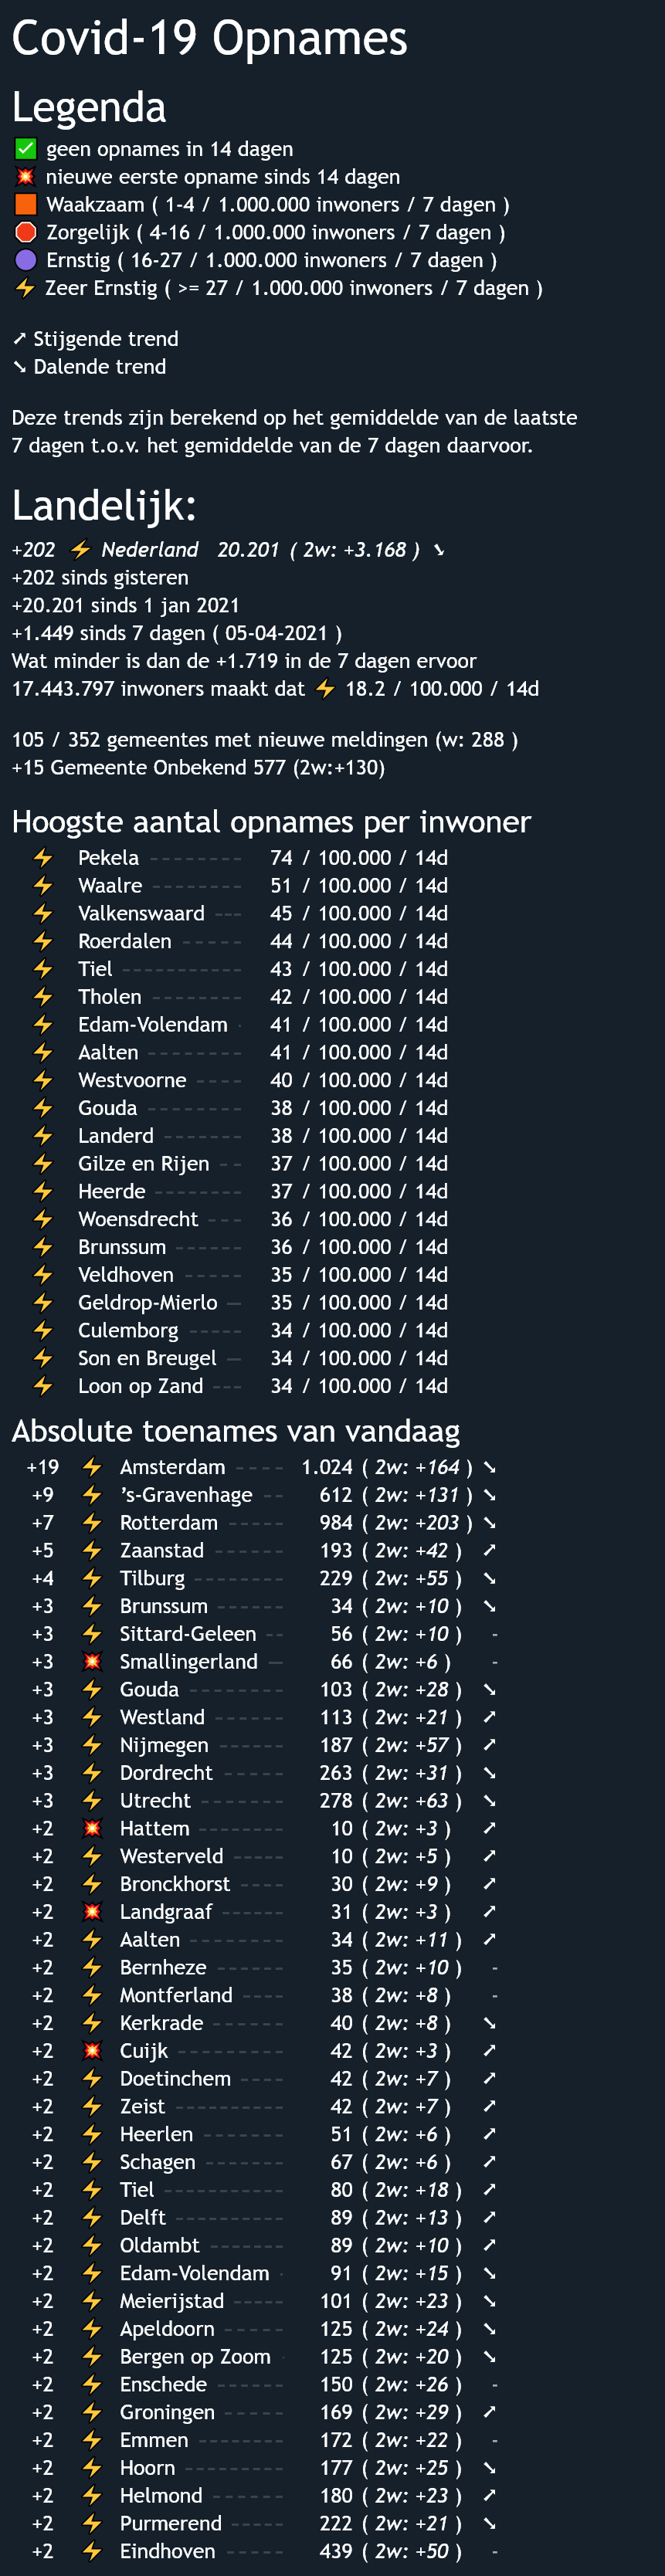 Covid-19 Opnames
Legenda
✅ geen opnames in 14 dagen
💥 nieuwe eerste opname sinds 14 dagen
🟧 Waakzaam ( 1-4 / 1.000.000 inwoners / 7 dagen )
🛑 Zorgelijk ( 4-16 / 1.000.000 inwoners / 7 dagen )
🟣 Ernstig ( 16-27 / 1.000.000 inwoners / 7 dagen )
⚡ Zeer Ernstig ( >= 27 / 1.000.000 inwoners / 7 dagen )
➚ Stijgende trend
➘ Dalende trend
Deze trends zijn berekend op het gemiddelde van de laatste
7 dagen t.o.v. het gemiddelde van de 7 dagen daarvoor.
Landelijk:
+202 ⚡ Nederland 20.201 ( 2w: +3.168 ) ➘
+202 sinds gisteren
+20.201 sinds 1 jan 2021
+1.449 sinds 7 dagen ( 05-04-2021 )
Wat minder is dan de +1.719 in de 7 dagen ervoor
17.443.797 inwoners maakt dat ⚡ 18.2 / 100.000 / 14d
105 / 352 gemeentes met nieuwe meldingen (w: 288 )
+15 Gemeente Onbekend 577 (2w:+130)
Hoogste aantal opnames per inwoner
⚡ Pekela -------- 74 / 100.000 / 14d
⚡ Waalre -------- 51 / 100.000 / 14d
⚡ Valkenswaard --- 45 / 100.000 / 14d
⚡ Roerdalen ------ 44 / 100.000 / 14d
⚡ Tiel ----------- 43 / 100.000 / 14d
⚡ Tholen -------- 42 / 100.000 / 14d
⚡ Edam-Volendam - 41 / 100.000 / 14d
⚡ Aalten -------- 41 / 100.000 / 14d
⚡ Westvoorne ---- 40 / 100.000 / 14d
⚡ Gouda -------- 38 / 100.000 / 14d
⚡ Landerd ------- 38 / 100.000 / 14d
⚡ Gilze en Rijen -- 37 / 100.000 / 14d
⚡ Heerde -------- 37 / 100.000 / 14d
⚡ Woensdrecht --- 36 / 100.000 / 14d
⚡ Brunssum ------ 36 / 100.000 / 14d
⚡ Veldhoven ----- 35 / 100.000 / 14d
⚡ Geldrop-Mierlo — 35 / 100.000 / 14d
⚡ Culemborg ----- 34 / 100.000 / 14d
⚡ Son en Breugel — 34 / 100.000 / 14d
⚡ Loon op Zand --- 34 / 100.000 / 14d
Absolute toenames van vandaag
+19 ⚡ Amsterdam ---- 1.024 ( 2w: +164 ) ➘
+9 ⚡ 's-Gravenhage -- 612 ( 2w: +131 ) ➘
+7 ⚡ Rotterdam ----- 984 ( 2w: +203 ) ➘
+5 ⚡ Zaanstad ------ 193 ( 2w: +42 ) ➚
+4 ⚡ Tilburg -------- 229 ( 2w: +55 ) ➘
+3 ⚡ Brunssum ------ 34 ( 2w: +10 ) ➘
+3 ⚡ Sittard-Geleen -- 56 ( 2w: +10 ) -
+3 💥 Smallingerland — 66 ( 2w: +6 ) -
+3 ⚡ Gouda -------- 103 ( 2w: +28 ) ➘
+3 ⚡ Westland ------ 113 ( 2w: +21 ) ➚
+3 ⚡ Nijmegen ------ 187 ( 2w: +57 ) ➚
+3 ⚡ Dordrecht ------ 263 ( 2w: +31 ) ➘
+3 ⚡ Utrecht -------- 278 ( 2w: +63 ) ➘
+2 💥 Hattem -------- 10 ( 2w: +3 ) ➚
+2 ⚡ Westerveld ----- 10 ( 2w: +5 ) ➚
+2 ⚡ Bronckhorst ---- 30 ( 2w: +9 ) ➚
+2 💥 Landgraaf ------ 31 ( 2w: +3 ) ➚
+2 ⚡ Aalten -------- 34 ( 2w: +11 ) ➚
+2 ⚡ Bernheze ------ 35 ( 2w: +10 ) -
+2 ⚡ Montferland ---- 38 ( 2w: +8 ) -
+2 ⚡ Kerkrade ------ 40 ( 2w: +8 ) ➘
+2 💥 Cuijk ---------- 42 ( 2w: +3 ) ➚
+2 ⚡ Doetinchem ---- 42 ( 2w: +7 ) ➚
+2 ⚡ Zeist ---------- 42 ( 2w: +7 ) ➚
+2 ⚡ Heerlen ------- 51 ( 2w: +6 ) ➚
+2 ⚡ Schagen ------- 67 ( 2w: +6 ) ➚
+2 ⚡ Tiel ----------- 80 ( 2w: +18 ) ➚
+2 ⚡ Delft ---------- 89 ( 2w: +13 ) ➚
+2 ⚡ Oldambt ------- 89 ( 2w: +10 ) ➚
+2 ⚡ Edam-Volendam - 91 ( 2w: +15 ) ➘
+2 ⚡ Meierijstad ----- 101 ( 2w: +23 ) ➘
+2 ⚡ Apeldoorn ----- 125 ( 2w: +24 ) ➘
+2 ⚡ Bergen op Zoom - 125 ( 2w: +20 ) ➘
+2 ⚡ Enschede ------ 150 ( 2w: +26 ) -
+2 ⚡ Groningen ----- 169 ( 2w: +29 ) ➚
+2 ⚡ Emmen -------- 172 ( 2w: +22 ) -
+2 ⚡ Hoorn --------- 177 ( 2w: +25 ) ➘
+2 ⚡ Helmond ------ 180 ( 2w: +23 ) ➚
+2 ⚡ Purmerend ----- 222 ( 2w: +21 ) ➘
+2 ⚡ Eindhoven ----- 439 ( 2w: +50 ) -